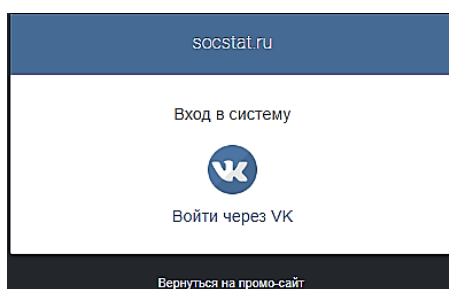 socstat.ru
Вход в систему
Войти через VK
Вернуться на промо-сайт